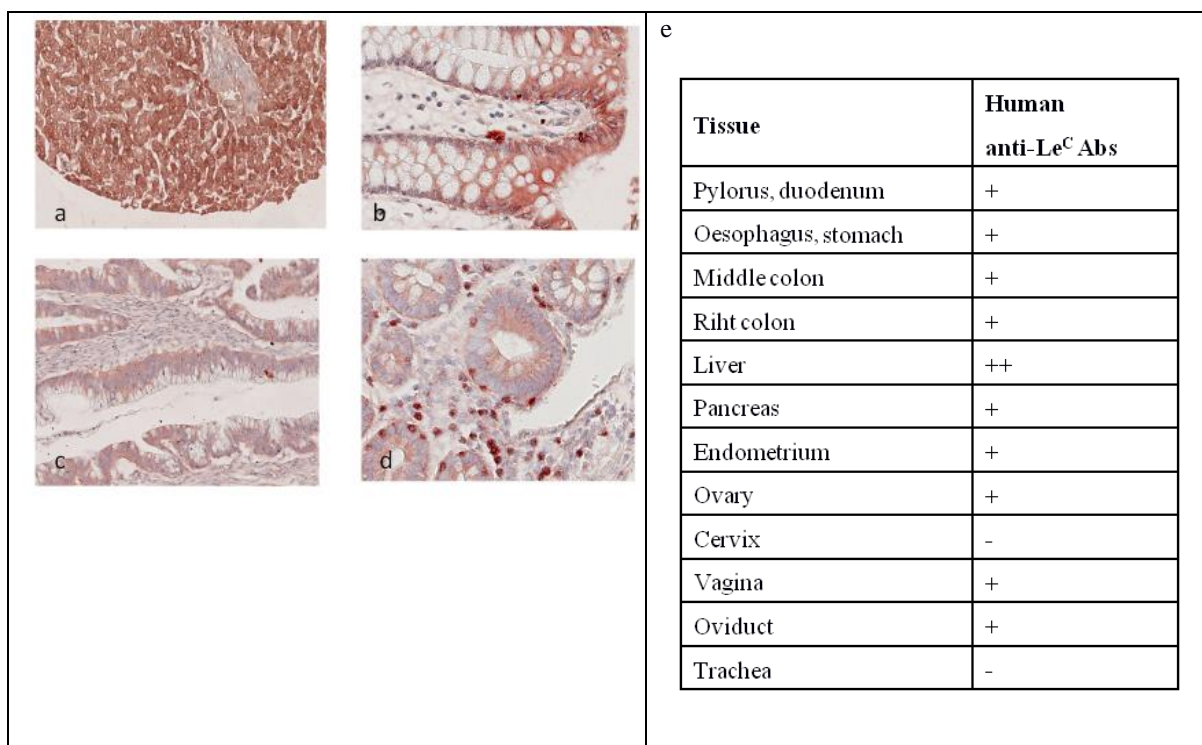 a
b
c
d
e
Tissue Human anti-Le^C Abs
Pylorus, duodenum +
Oesophagus, stomach +
Middle colon +
Riht colon +
Liver ++
Pancreas +
Endometrium +
Ovary +
Cervix -
Vagina +
Oviduct +
Trachea -